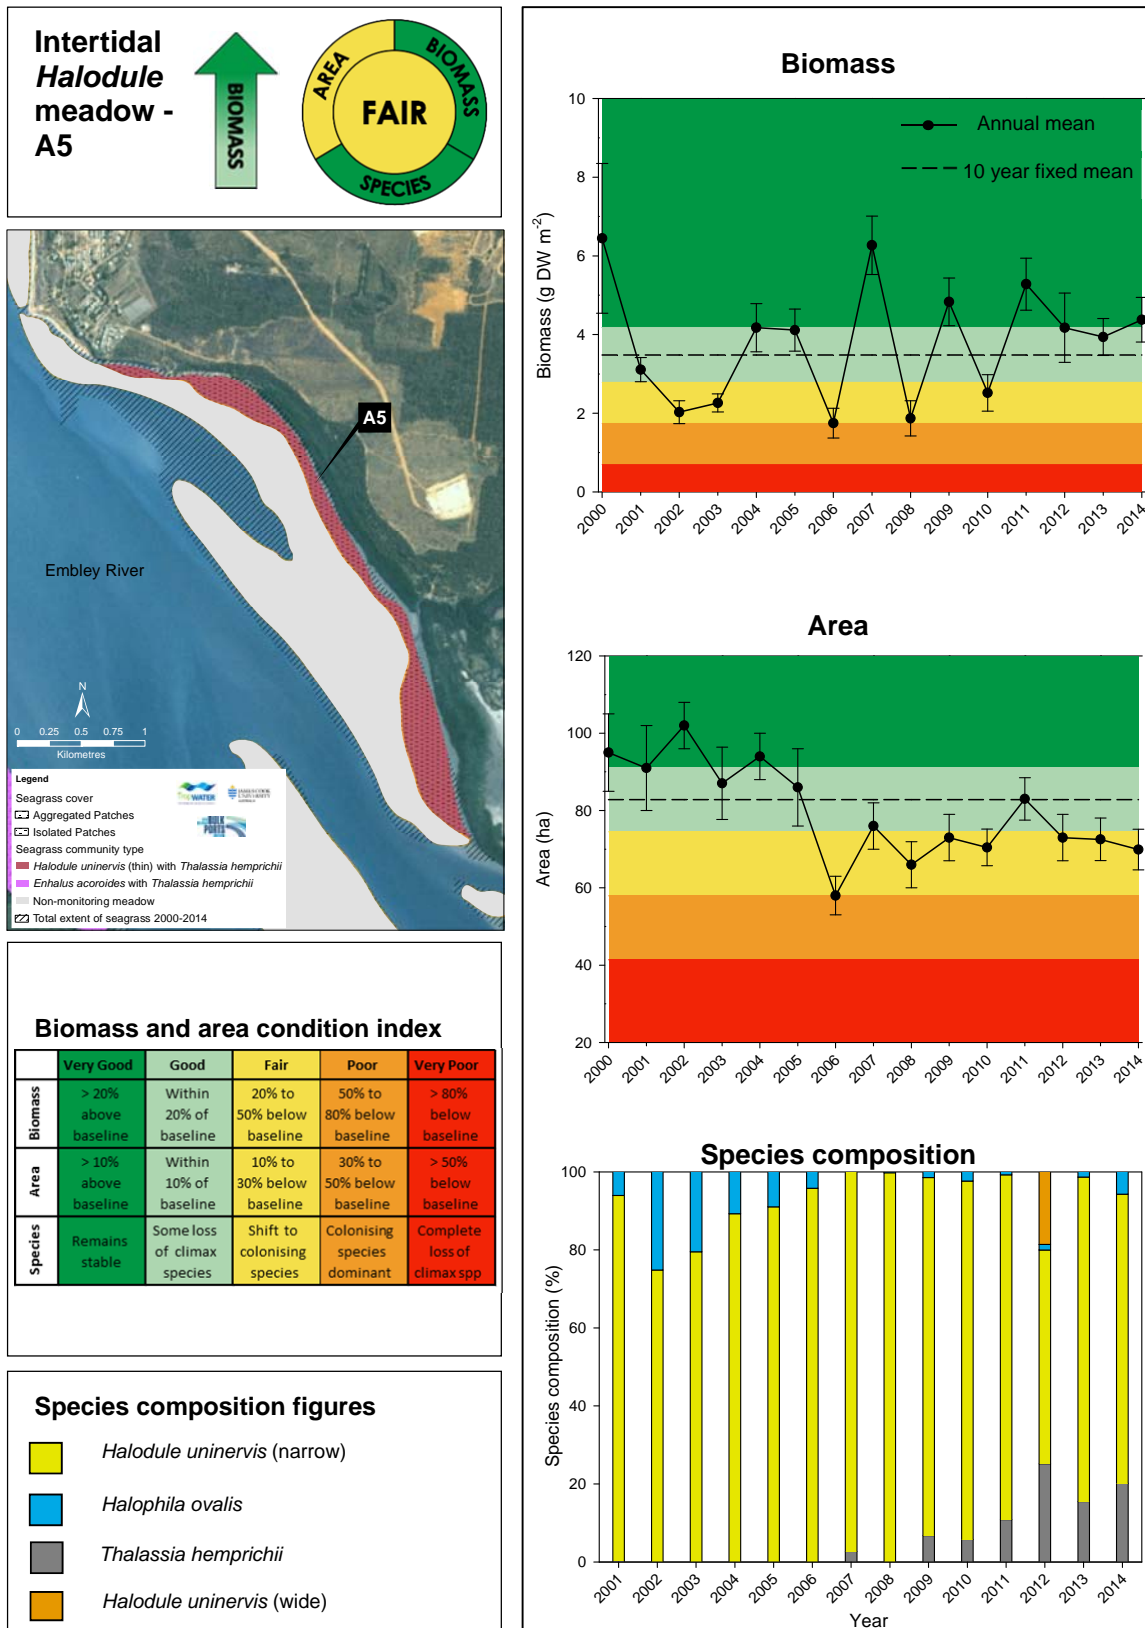 Intertidal
Halodule
meadow -
A5
BIOMASS
AREA
BIOMASS
SPECIES
FAIR
A5
Embley River
N
0 0.25 0.5 0.75 1
Kilometres
Legend
Seagrass cover
Aggregated Patches
Isolated Patches
Seagrass community type
Halodule uninervis (thin) with Thalassia hemprichii
Enhalus acoroides with Thalassia hemprichii
Non-monitoring meadow
Total extent of seagrass 2000-2014
JAMES COOK
UNIVERSITY
AUSTRALIA
BULK
PORTS
Biomass and area condition index
Very Good Good Fair Poor Very Poor
Biomass
> 20% above baseline
Within 20% of baseline
20% to 50% below baseline
50% to 80% below baseline
> 80% below baseline
Area
> 10% above baseline
Within 10% of baseline
10% to 30% below baseline
30% to 50% below baseline
> 50% below baseline
Species
Remains stable
Some loss of climax species
Shift to colonising species
Colonising species dominant
Complete loss of climax spp
Species composition figures
Halodule uninervis (narrow)
Halophila ovalis
Thalassia hemprichii
Halodule uninervis (wide)
Biomass
Annual mean
10 year fixed mean
Biomass (g DW m-2)
10
8
6
4
2
0
2000 2001 2002 2003 2004 2005 2006 2007 2008 2009 2010 2011 2012 2013 2014
Area
Area (ha)
120
100
80
60
40
20
2000 2001 2002 2003 2004 2005 2006 2007 2008 2009 2010 2011 2012 2013 2014
Species composition
Species composition (%)
100
80
60
40
20
0
2001 2002 2003 2004 2005 2006 2007 2008 2009 2010 2011 2012 2013 2014
Year